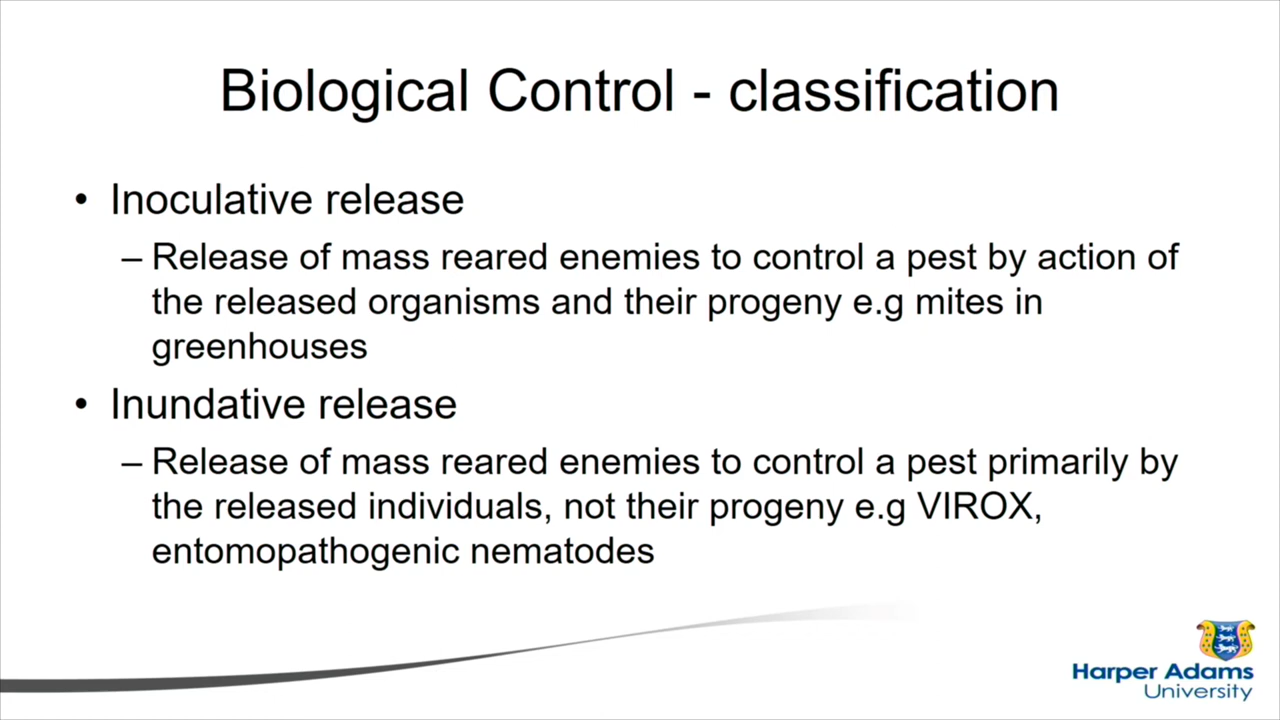 Biological Control - classification
• Inoculative release
– Release of mass reared enemies to control a pest by action of
the released organisms and their progeny e.g mites in
greenhouses
• Inundative release
– Release of mass reared enemies to control a pest primarily by
the released individuals, not their progeny e.g VIROX,
entomopathogenic nematodes
Harper Adams
University